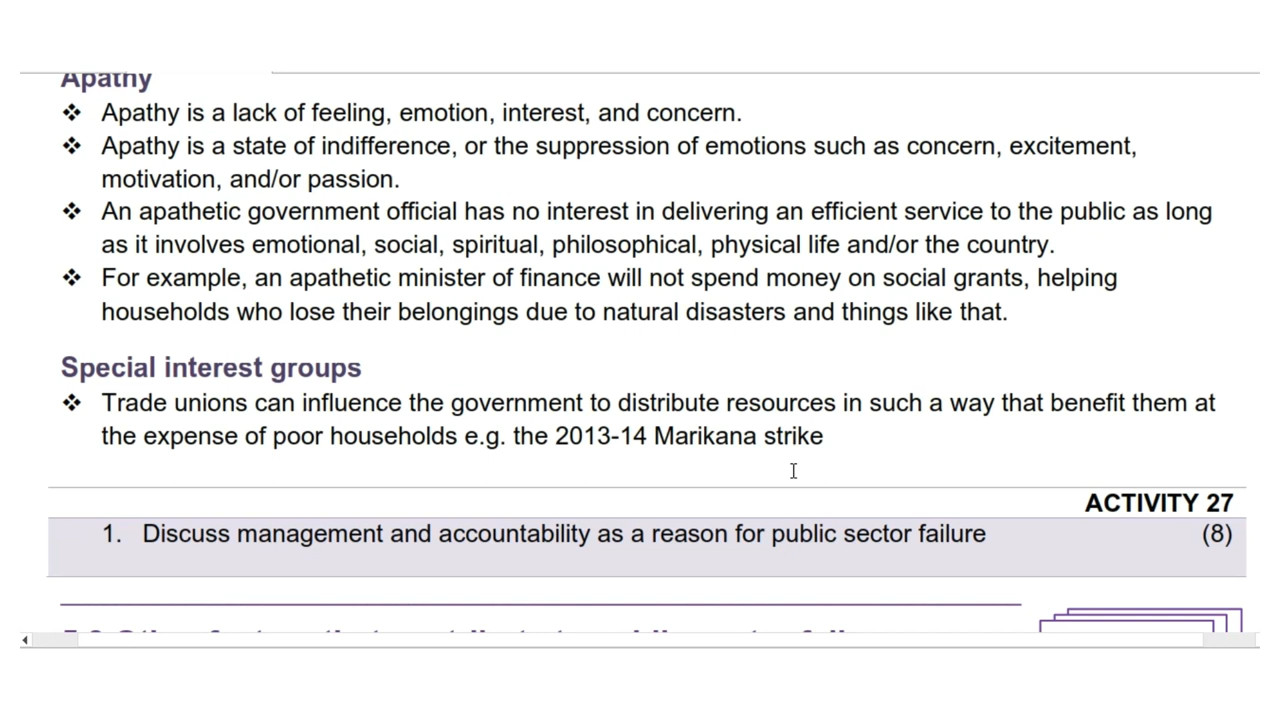 Apathy
❖ Apathy is a lack of feeling, emotion, interest, and concern.
❖ Apathy is a state of indifference, or the suppression of emotions such as concern, excitement,
motivation, and/or passion.
❖ An apathetic government official has no interest in delivering an efficient service to the public as long
as it involves emotional, social, spiritual, philosophical, physical life and/or the country.
❖ For example, an apathetic minister of finance will not spend money on social grants, helping
households who lose their belongings due to natural disasters and things like that.
Special interest groups
❖ Trade unions can influence the government to distribute resources in such a way that benefit them at
the expense of poor households e.g. the 2013-14 Marikana strike
ACTIVITY 27
1. Discuss management and accountability as a reason for public sector failure (8)